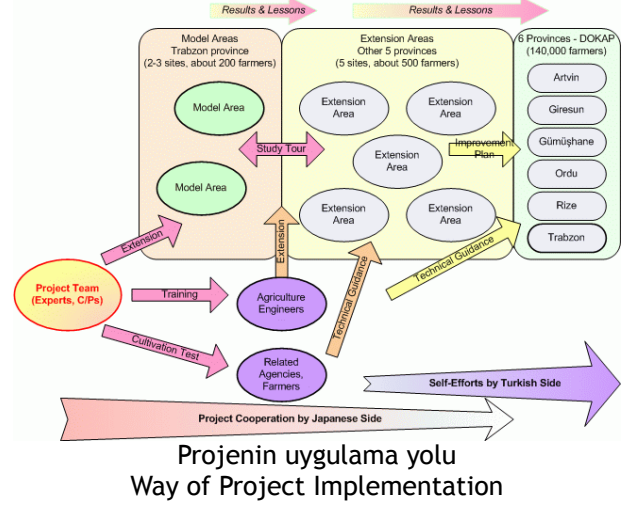 Results & Lessons
Results & Lessons
Model Areas
Trabzon province
(2-3 sites, about 200 farmers)
Extension Areas
Other 5 provinces
(5 sites, about 500 farmers)
6 Provinces - DOKAP
(140,000 farmers)
Model Area
Model Area
Study Tour
Extension
Area
Extension
Area
Extension
Area
Extension
Area
Extension
Area
Improvement
Plan
Artvin
Giresun
Gümüşhane
Ordu
Rize
Trabzon
Extension
Extension
Technical Guidance
Technical Guidance
Project Team
(Experts, C/Ps)
Training
Agriculture
Engineers
Cultivation Test
Related
Agencies,
Farmers
Self-Efforts by Turkish Side
Project Cooperation by Japanese Side
Projenin uygulama yolu
Way of Project Implementation